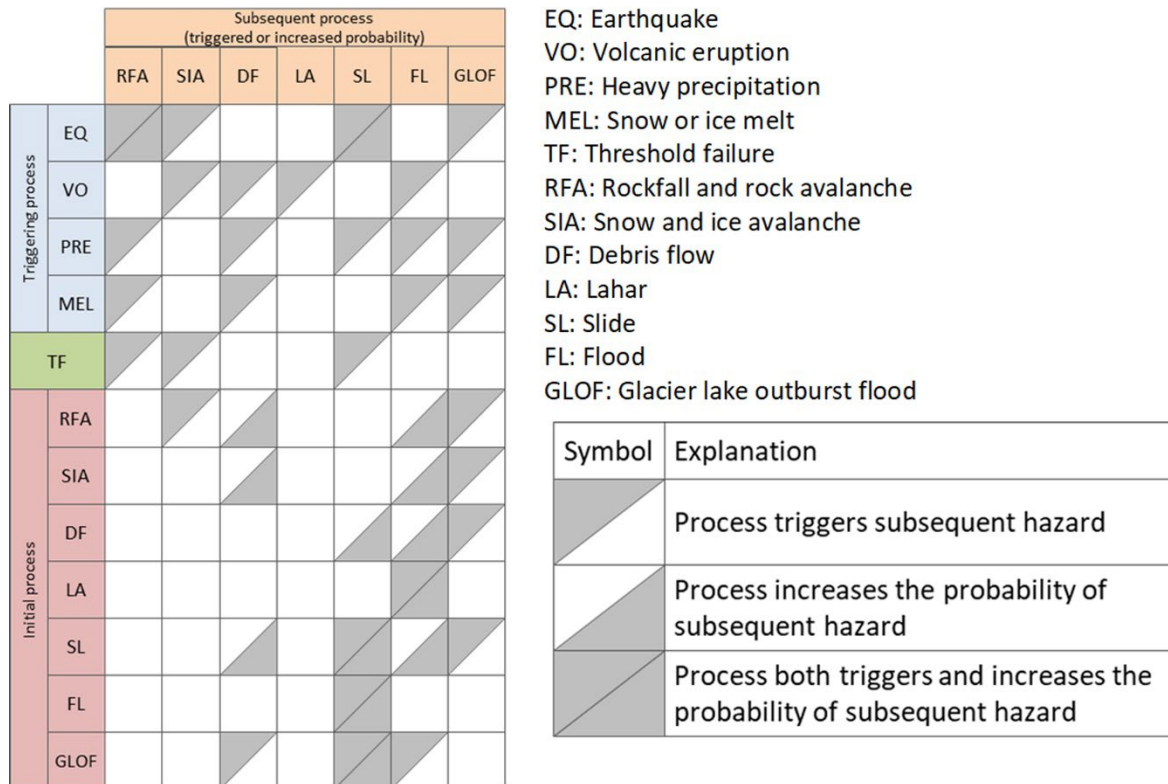 Subsequent process
(triggered or increased probability)
RFA SIA DF LA SL FL GLOF
Triggering process
EQ
VO
PRE
MEL
TF
Initial process
RFA
SIA
DF
LA
SL
FL
GLOF
EQ: Earthquake
VO: Volcanic eruption
PRE: Heavy precipitation
MEL: Snow or ice melt
TF: Threshold failure
RFA: Rockfall and rock avalanche
SIA: Snow and ice avalanche
DF: Debris flow
LA: Lahar
SL: Slide
FL: Flood
GLOF: Glacier lake outburst flood
Symbol Explanation
Process triggers subsequent hazard
Process increases the probability of
subsequent hazard
Process both triggers and increases the
probability of subsequent hazard